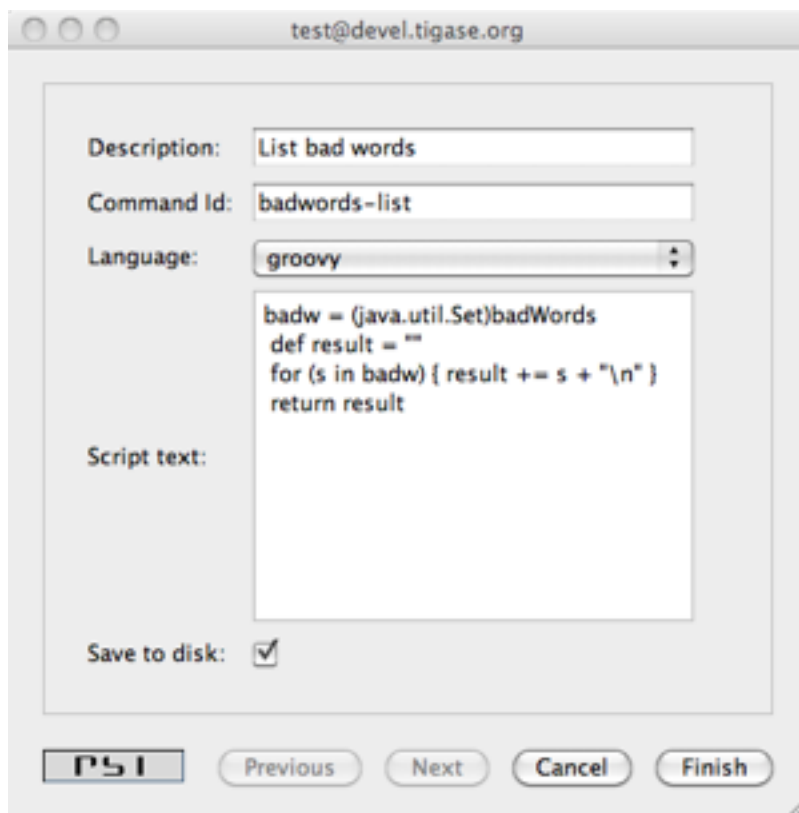 test@devel.tigase.org
Description: List bad words
Command Id: badwords-list
Language: groovy
Script text:
badw = (java.util.Set)badWords
def result = ""
for (s in badw) { result += s + "\n" }
return result
Save to disk:
PSI Previous Next Cancel Finish